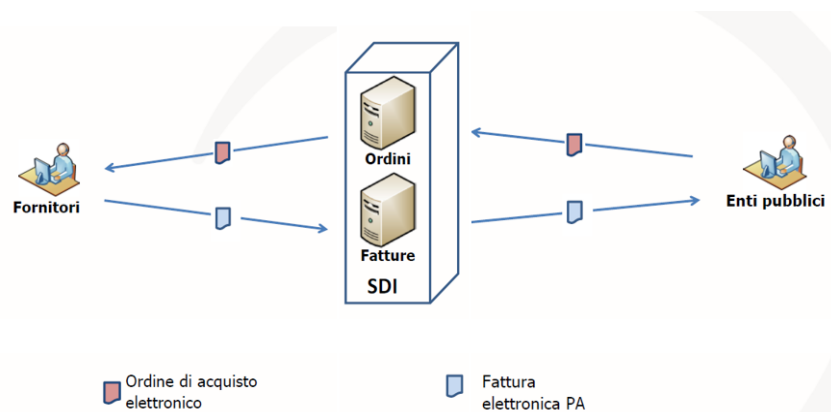 Ordini
Fornitori
Enti pubblici
Fatture
SDI
Ordine di acquisto
elettronico
Fattura
elettronica PA